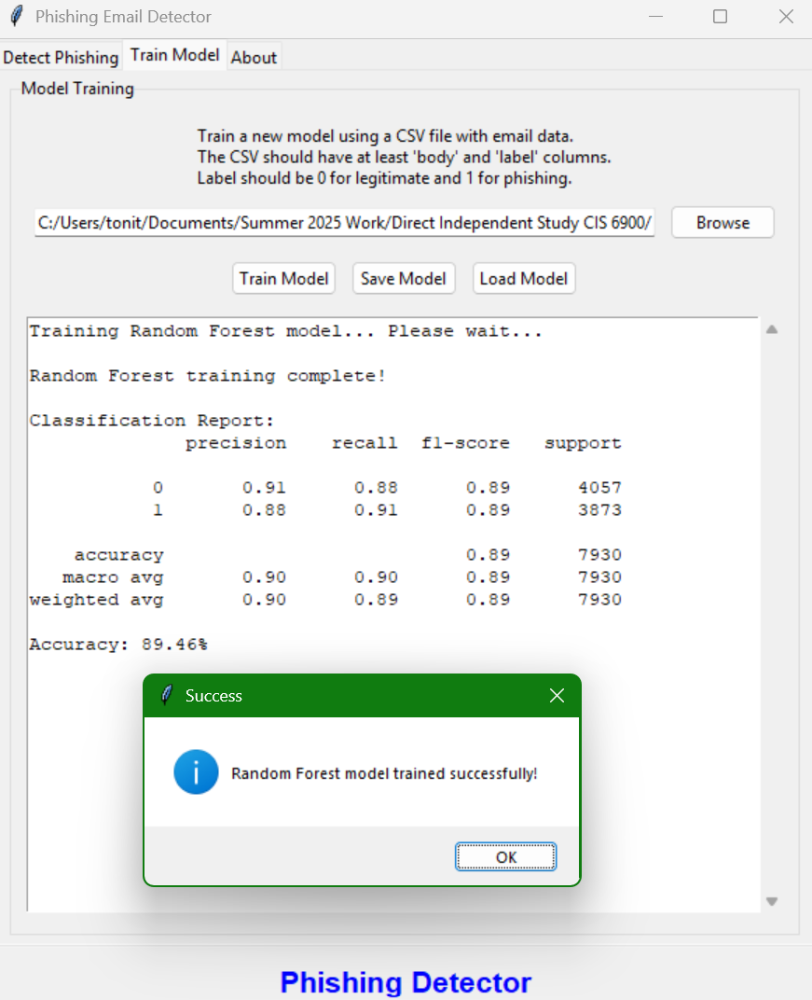 Phishing Email Detector
Detect Phishing Train Model About
Model Training
Train a new model using a CSV file with email data.
The CSV should have at least 'body' and 'label' columns.
Label should be 0 for legitimate and 1 for phishing.
C:/Users/tonit/Documents/Summer 2025 Work/Direct Independent Study CIS 6900/ Browse
Train Model Save Model Load Model
Training Random Forest model... Please wait...
Random Forest training complete!
Classification Report:
precision recall f1-score support
0 0.91 0.88 0.89 4057
1 0.88 0.91 0.89 3873
accuracy 0.89 7930
macro avg 0.90 0.90 0.89 7930
weighted avg 0.90 0.89 0.89 7930
Accuracy: 89.46%
Success
Random Forest model trained successfully!
OK
Phishing Detector